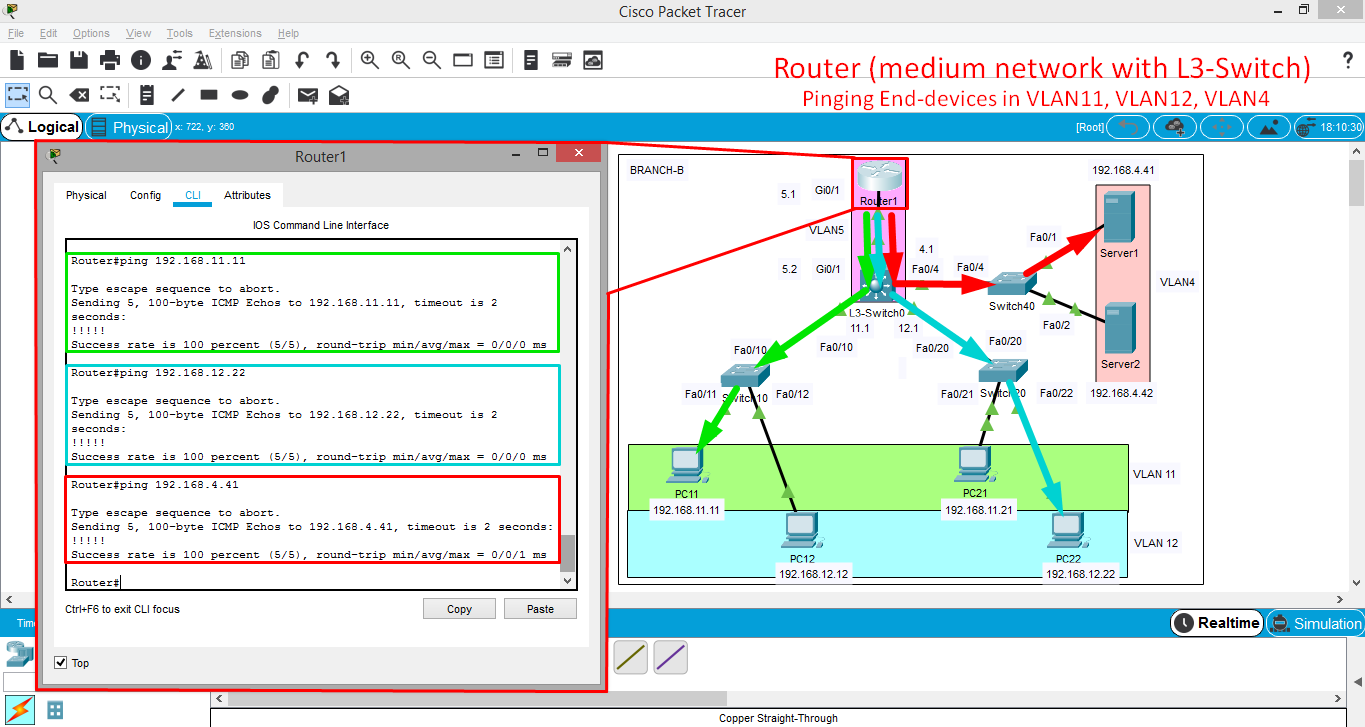 Cisco Packet Tracer
File Edit Options View Tools Extensions Help
Router (medium network with L3-Switch)
Pinging End-devices in VLAN11, VLAN12, VLAN4
Logical Physical x: 722, y: 360
[Root] 18:10:30
Router1
Physical Config CLI Attributes
IOS Command Line Interface
Router#ping 192.168.11.11
Type escape sequence to abort.
Sending 5, 100-byte ICMP Echos to 192.168.11.11, timeout is 2
seconds:
!!!!!
Success rate is 100 percent (5/5), round-trip min/avg/max = 0/0/0 ms
Router#ping 192.168.12.22
Type escape sequence to abort.
Sending 5, 100-byte ICMP Echos to 192.168.12.22, timeout is 2
seconds:
!!!!!
Success rate is 100 percent (5/5), round-trip min/avg/max = 0/0/0 ms
Router#ping 192.168.4.41
Type escape sequence to abort.
Sending 5, 100-byte ICMP Echos to 192.168.4.41, timeout is 2 seconds:
!!!!!
Success rate is 100 percent (5/5), round-trip min/avg/max = 0/0/1 ms
Router#
Ctrl+F6 to exit CLI focus
Copy Paste
Top
BRANCH-B
192.168.4.41
5.1 Gi0/1
Router1
VLAN5
Fa0/1
4.1
Server1
5.2 Gi0/1
Fa0/4 Fa0/4
VLAN4
Switch40
L3-Switch0
Fa0/2
11.1 12.1
Fa0/10 Fa0/10
Fa0/20 Fa0/20
Server2
192.168.4.42
Fa0/11 Switch10 Fa0/12
Fa0/21 Switch20 Fa0/22
VLAN 11
PC11
192.168.11.11
PC21
192.168.11.21
VLAN 12
PC12
192.168.12.12
PC22
192.168.12.22
Time
Realtime Simulation
Copper Straight-Through